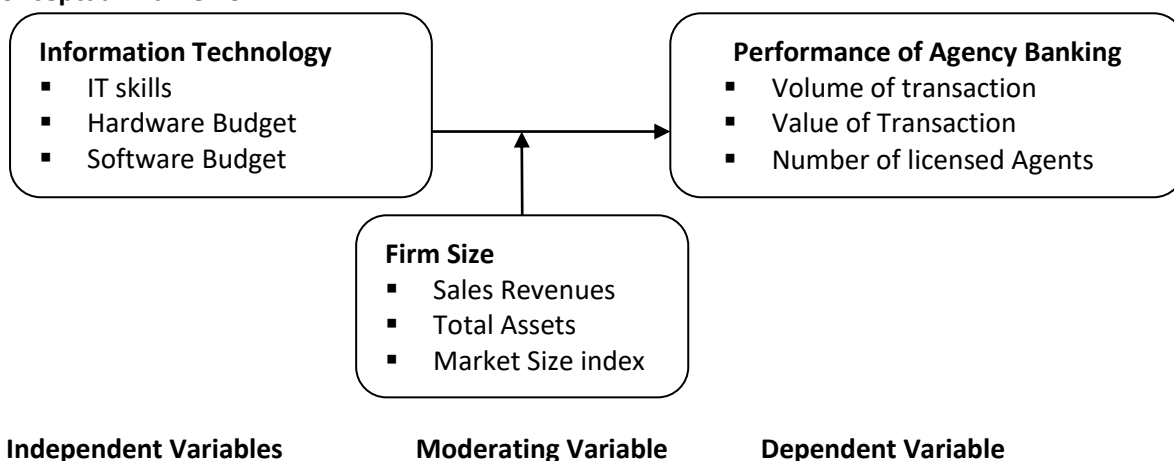 Information Technology
▪ IT skills
▪ Hardware Budget
▪ Software Budget
Performance of Agency Banking
▪ Volume of transaction
▪ Value of Transaction
▪ Number of licensed Agents
Firm Size
▪ Sales Revenues
▪ Total Assets
▪ Market Size index
Independent Variables Moderating Variable Dependent Variable